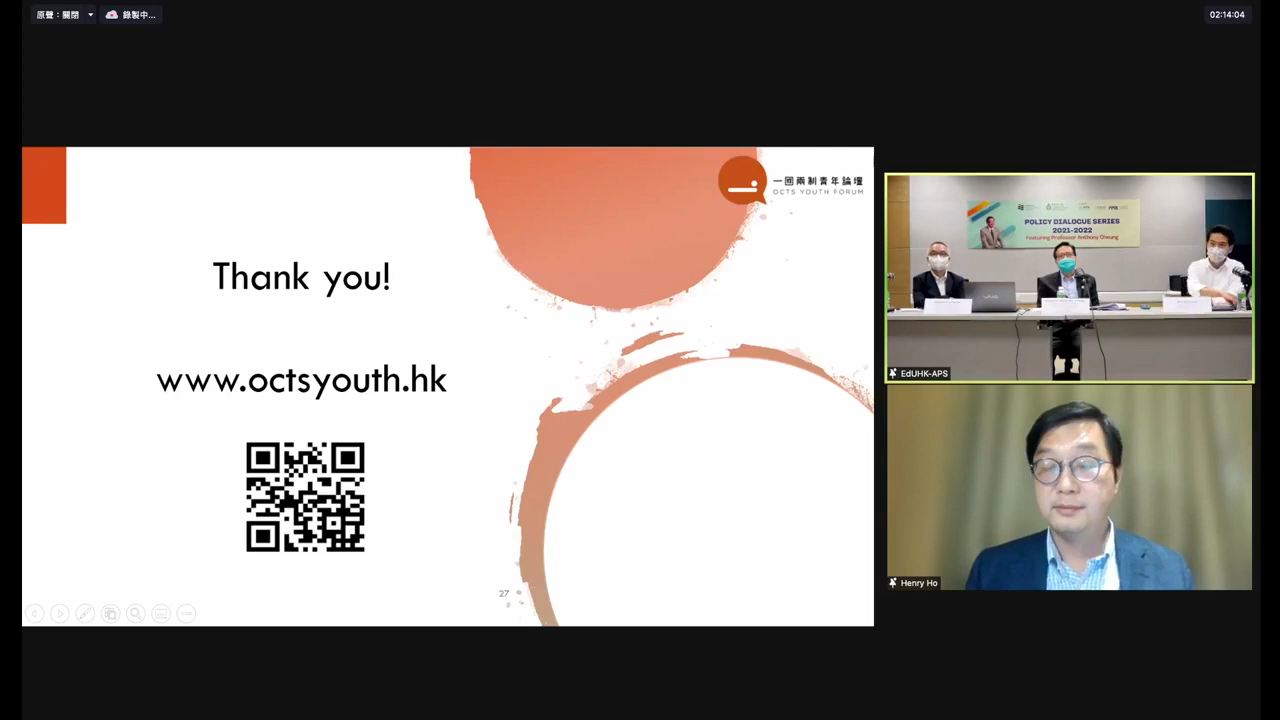 原聲：關閉
錄製中...
02:14:04
一國兩制青年論壇
OCTS YOUTH FORUM
Thank you!
www.octsyouth.hk
27
POLICY DIALOGUE SERIES
2021-2022
Featuring Professor Anthony Cheung
EdUHK-APS
Henry Ho